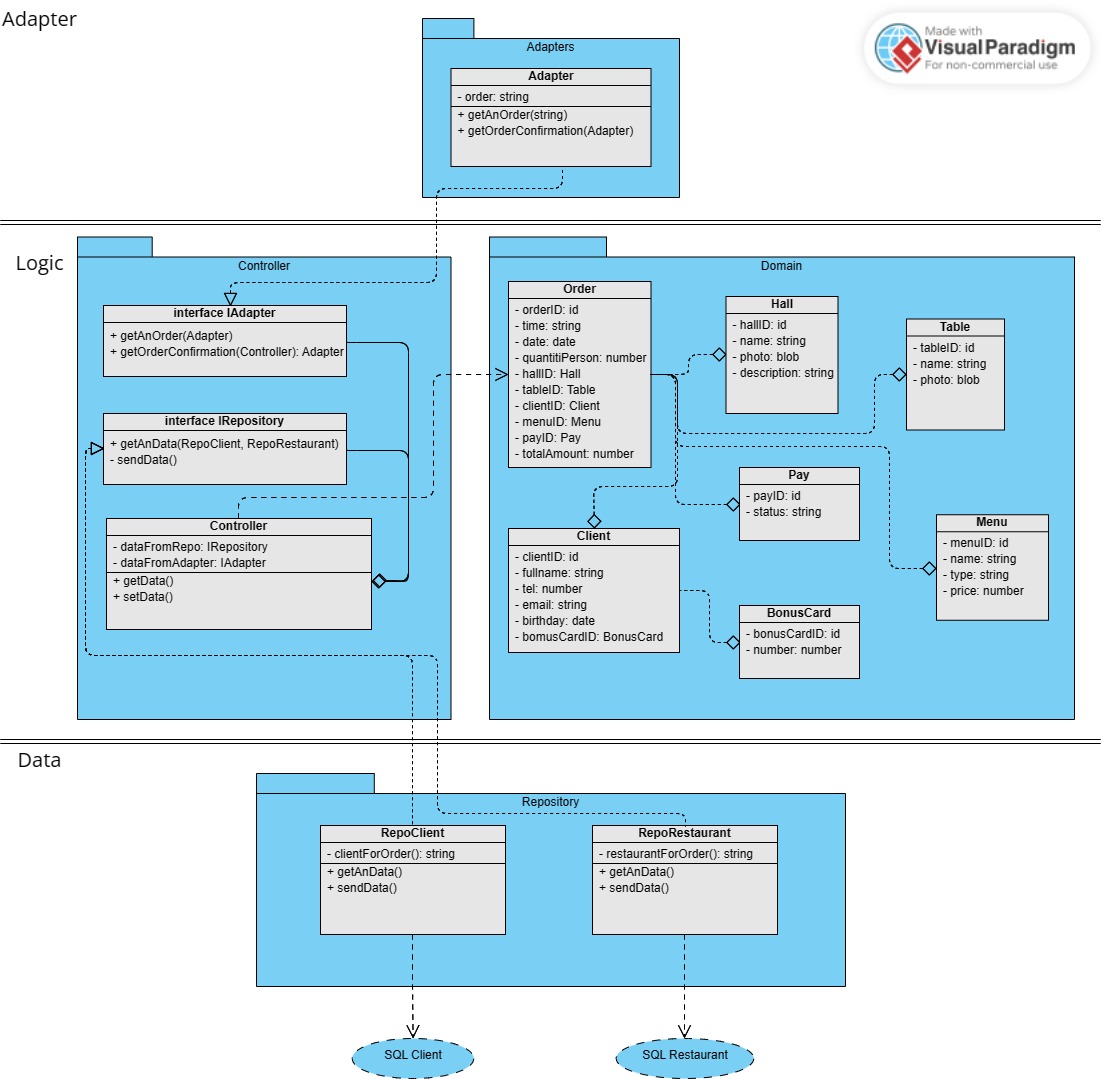 Adapter
Made with
Visual Paradigm
For non-commercial use
Adapters
Adapter
- order: string
+ getAnOrder(string)
+ getOrderConfirmation(Adapter)
Logic
Controller
interface IAdapter
+ getAnOrder(Adapter)
+ getOrderConfirmation(Controller): Adapter
interface IRepository
+ getAnData(RepoClient, RepoRestaurant)
- sendData()
Controller
- dataFromRepo: IRepository
- dataFromAdapter: IAdapter
+ getData()
+ setData()
Domain
Order
- orderID: id
- time: string
- date: date
- quantitiPerson: number
- hallID: Hall
- tableID: Table
- clientID: Client
- menuID: Menu
- payID: Pay
- totalAmount: number
Hall
- hallID: id
- name: string
- photo: blob
- description: string
Table
- tableID: id
- name: string
- photo: blob
Pay
- payID: id
- status: string
Menu
- menuID: id
- name: string
- type: string
- price: number
Client
- clientID: id
- fullname: string
- tel: number
- email: string
- birthday: date
- bomusCardID: BonusCard
BonusCard
- bonusCardID: id
- number: number
Data
Repository
RepoClient
- clientForOrder(): string
+ getAnData()
+ sendData()
RepoRestaurant
- restaurantForOrder(): string
+ getAnData()
+ sendData()
SQL Client
SQL Restaurant